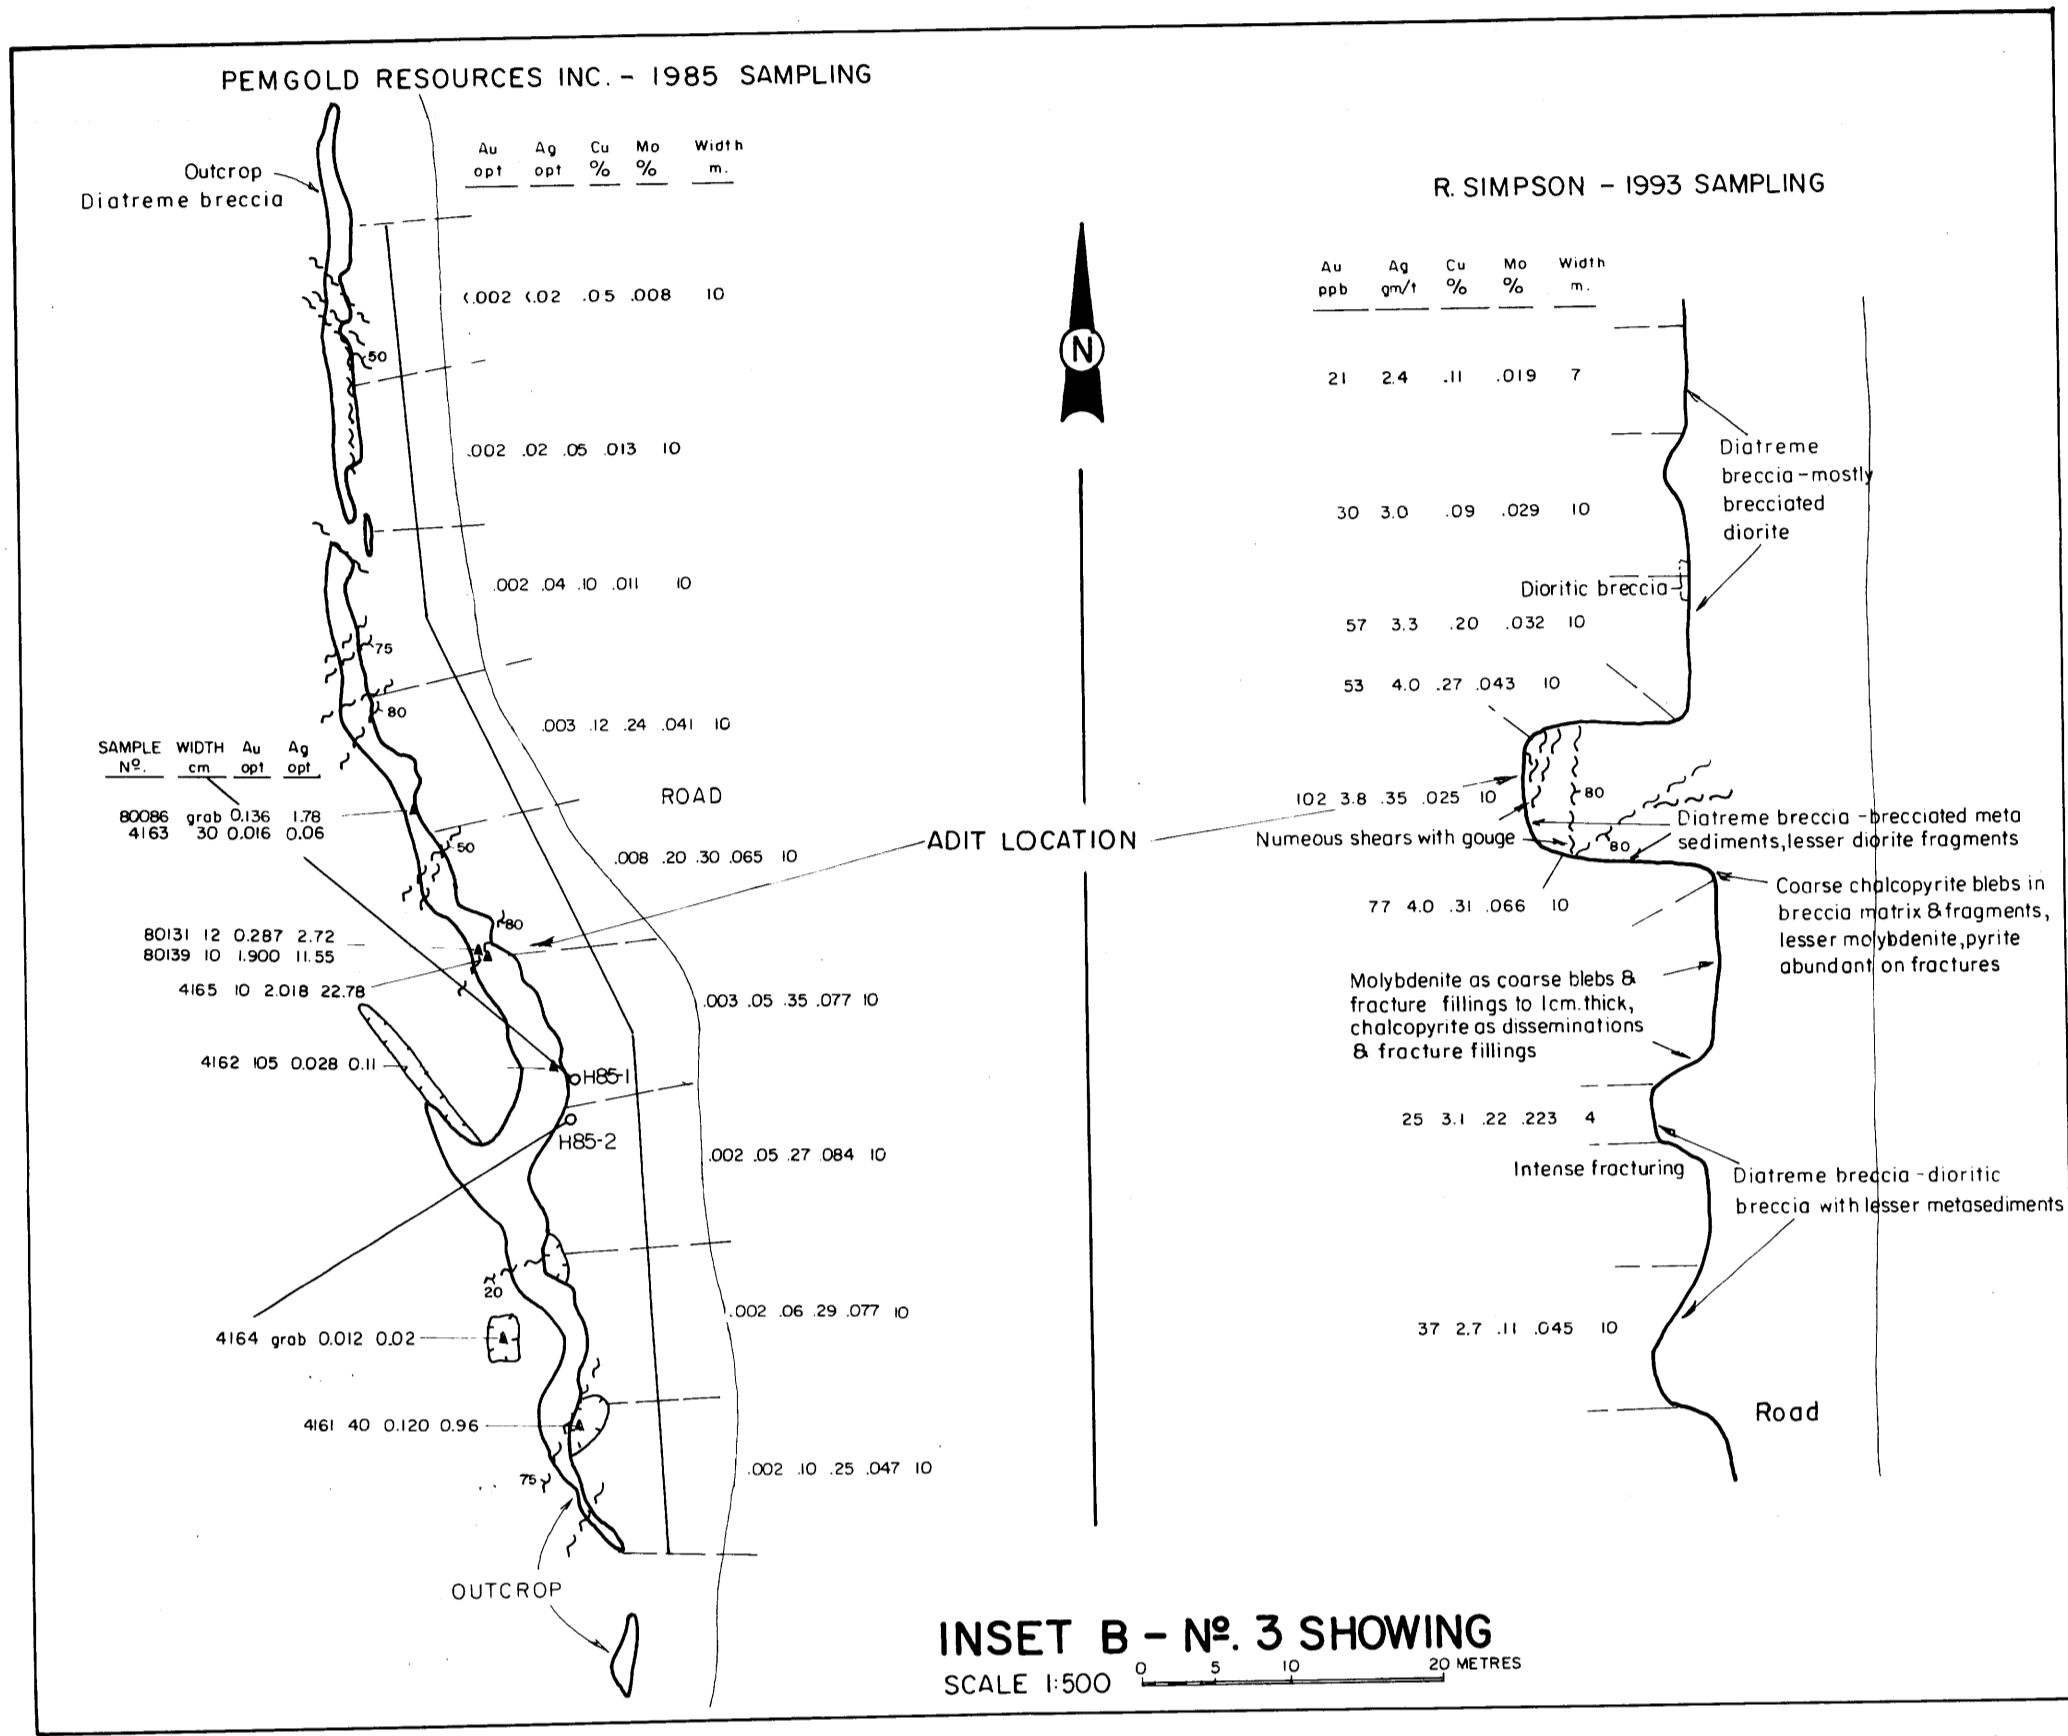 PEMGOLD RESOURCES INC. - 1985 SAMPLING
Outcrop
Diatreme breccia
Au Ag Cu Mo Width
opt opt % % m.
<.002 <.02 .05 .008 10
50
.002 .02 .05 .013 10
.002 .04 .10 .011 10
75
80
.003 .12 .24 .041 10
SAMPLE WIDTH Au Ag
Nº. cm opt opt
80086 grab 0.136 1.78
4163 30 0.016 0.06
ROAD
50
.008 .20 .30 .065 10
80
80131 12 0.287 2.72
80139 10 1.900 11.55
4165 10 2.018 22.78
.003 .05 .35 .077 10
4162 105 0.028 0.11
H85-1
H85-2
.002 .05 .27 .084 10
20
.002 .06 .29 .077 10
4164 grab 0.012 0.02
4161 40 0.120 0.96
75
.002 .10 .25 .047 10
OUTCROP
N
ADIT LOCATION
R. SIMPSON - 1993 SAMPLING
Au Ag Cu Mo Width
ppb gm/t % % m.
21 2.4 .11 .019 7
Diatreme
breccia - mostly
brecciated
diorite
30 3.0 .09 .029 10
Dioritic breccia
57 3.3 .20 .032 10
53 4.0 .27 .043 10
102 3.8 .35 .025 10
80
Numeous shears with gouge
80
Diatreme breccia - brecciated meta
sediments, lesser diorite fragments
77 4.0 .31 .066 10
Coarse chalcopyrite blebs in
breccia matrix & fragments,
lesser molybdenite, pyrite
abundant on fractures
Molybdenite as coarse blebs &
fracture fillings to 1cm. thick,
chalcopyrite as disseminations
& fracture fillings
25 3.1 .22 .223 4
Intense fracturing
Diatreme breccia - dioritic
breccia with lesser metasediments
37 2.7 .11 .045 10
Road
INSET B - Nº. 3 SHOWING
SCALE 1:500
0 5 10 20 METRES